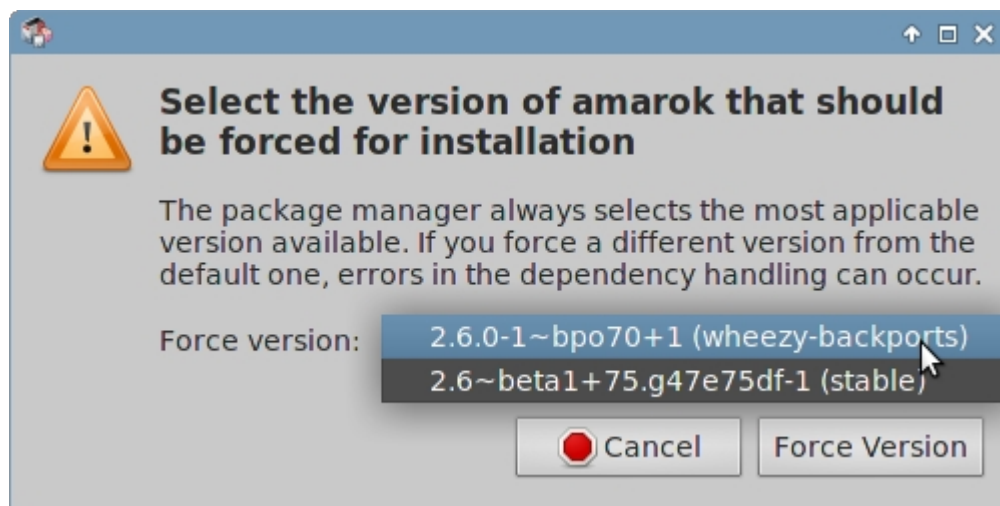 Select the version of amarok that should
be forced for installation
The package manager always selects the most applicable
version available. If you force a different version from the
default one, errors in the dependency handling can occur.
Force version:
2.6.0-1~bpo70+1 (wheezy-backports)
2.6~beta1+75.g47e75df-1 (stable)
Cancel
Force Version